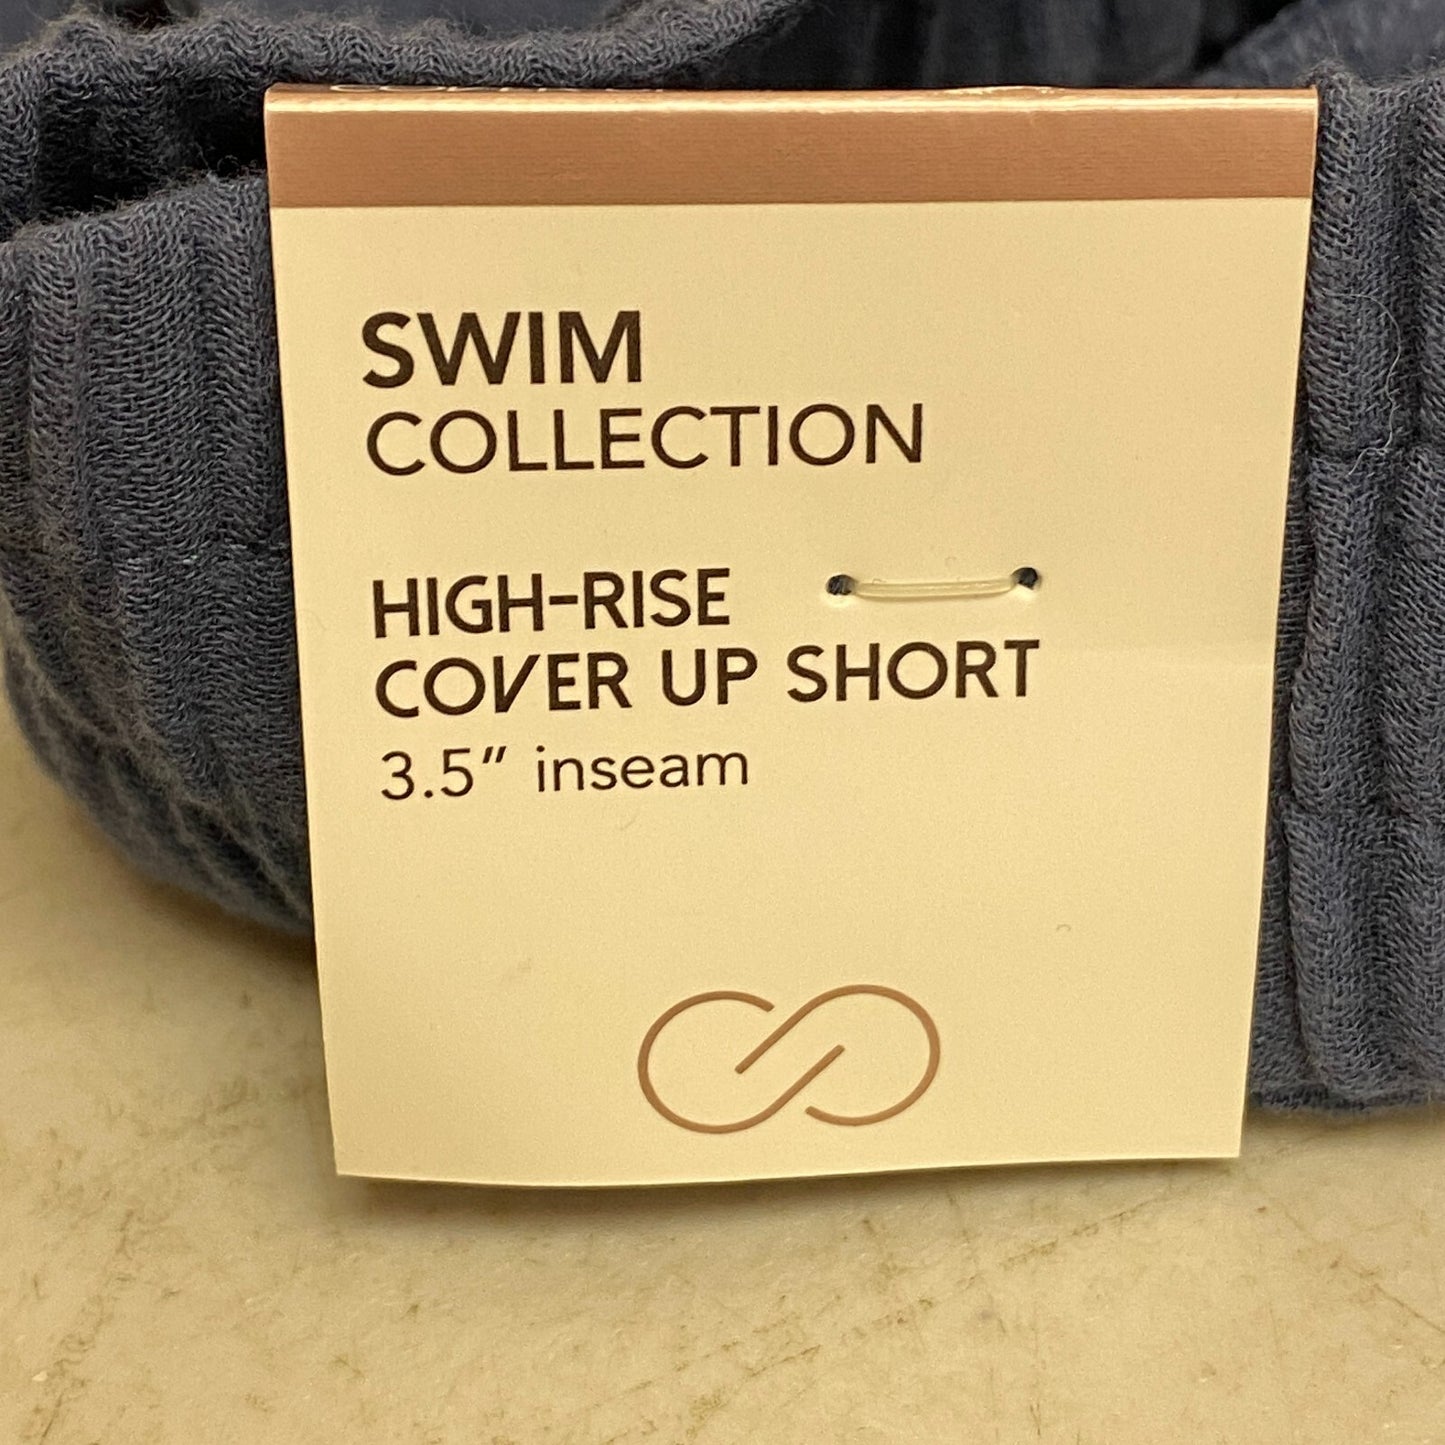 SWIM
COLLECTION
HIGH-RISE
COVER UP SHORT
3.5" inseam